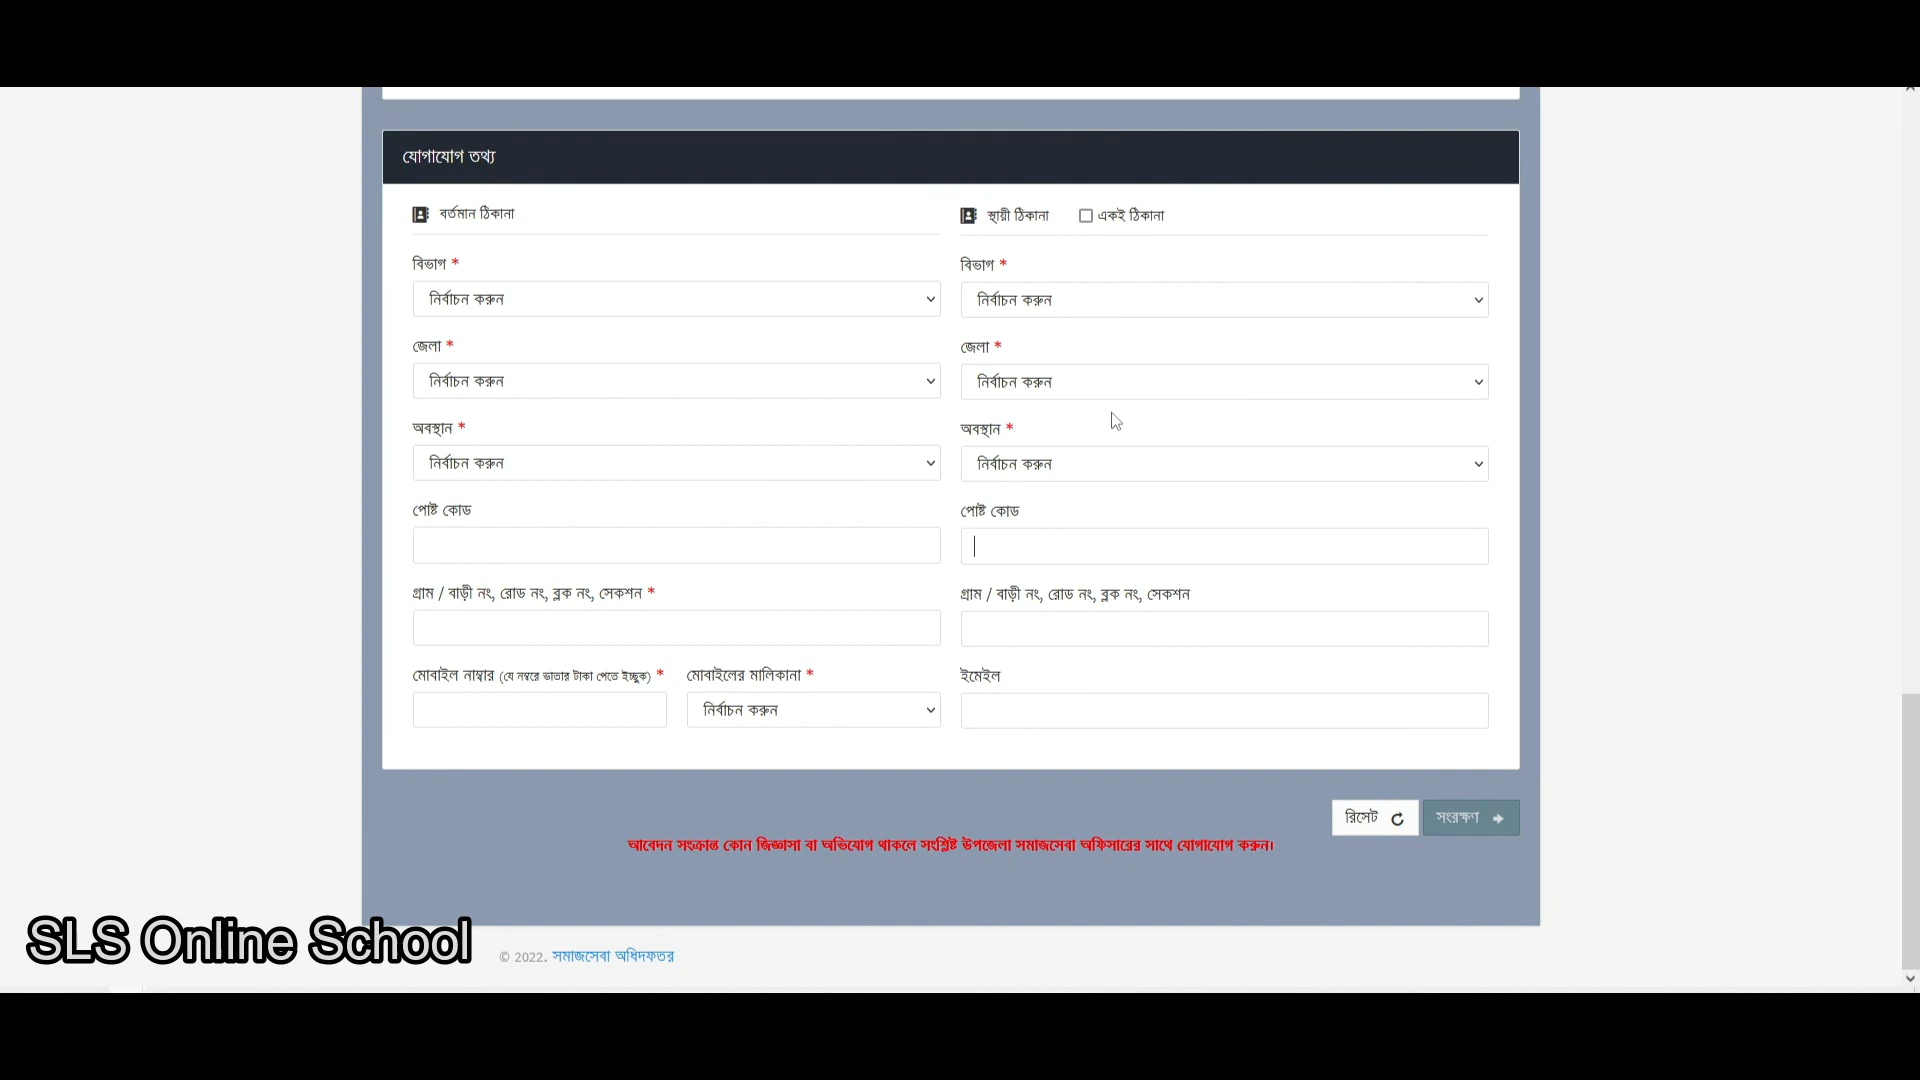 যোগাযোগ তথ্য
বর্তমান ঠিকানা
স্থায়ী ঠিকানা একই ঠিকানা
বিভাগ * বিভাগ *
নির্বাচন করুন নির্বাচন করুন
জেলা * জেলা *
নির্বাচন করুন নির্বাচন করুন
অবস্থান * অবস্থান *
নির্বাচন করুন নির্বাচন করুন
পোষ্ট কোড পোষ্ট কোড
গ্রাম / বাড়ী নং, রোড নং, ব্লক নং, সেকশন * গ্রাম / বাড়ী নং, রোড নং, ব্লক নং, সেকশন
মোবাইল নাম্বার (যে নম্বরে ভাতার টাকা পেতে ইচ্ছুক) * মোবাইলের মালিকানা * ইমেইল
নির্বাচন করুন
রিসেট সংরক্ষণ
আবেদন সংক্রান্ত কোন জিজ্ঞাসা বা অভিযোগ থাকলে সংশ্লিষ্ট উপজেলা সমাজসেবা অফিসারের সাথে যোগাযোগ করুন।
SLS Online School
© 2022. সমাজসেবা অধিদফতর